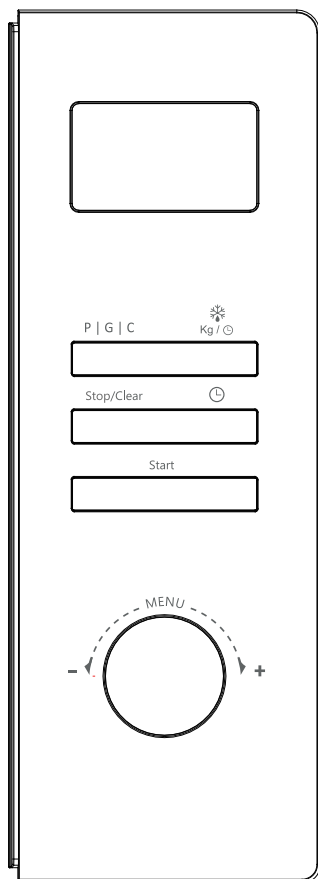 P | G | C
Kg /
Stop/Clear
Start
MENU
- +